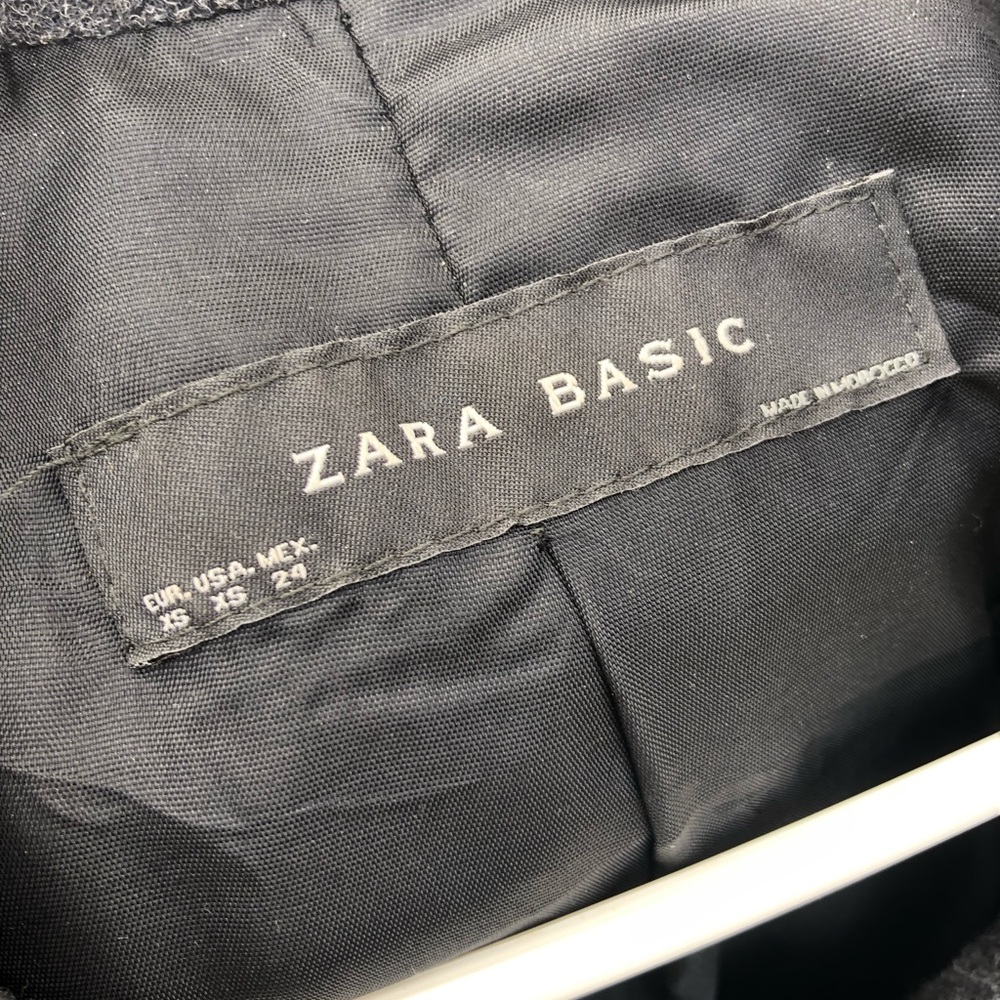 ZARA BASIC
MADE IN MOROCCO
EUR. USA. MEX.
XS XS 24